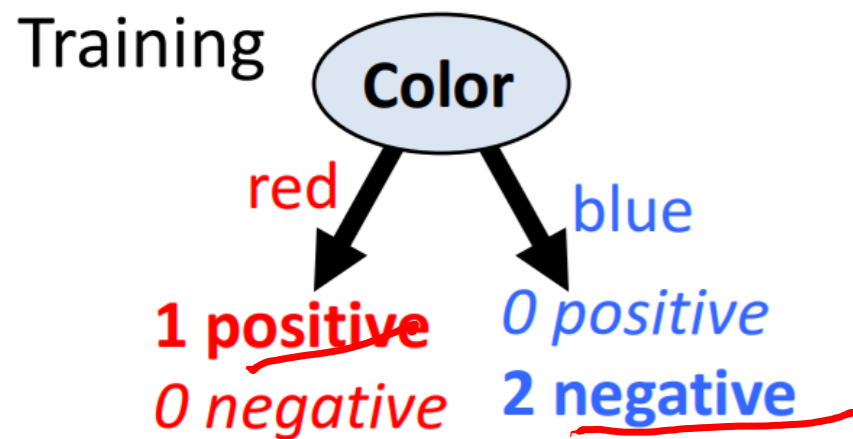 Training
Color
red
blue
1 positive
0 negative
0 positive
2 negative